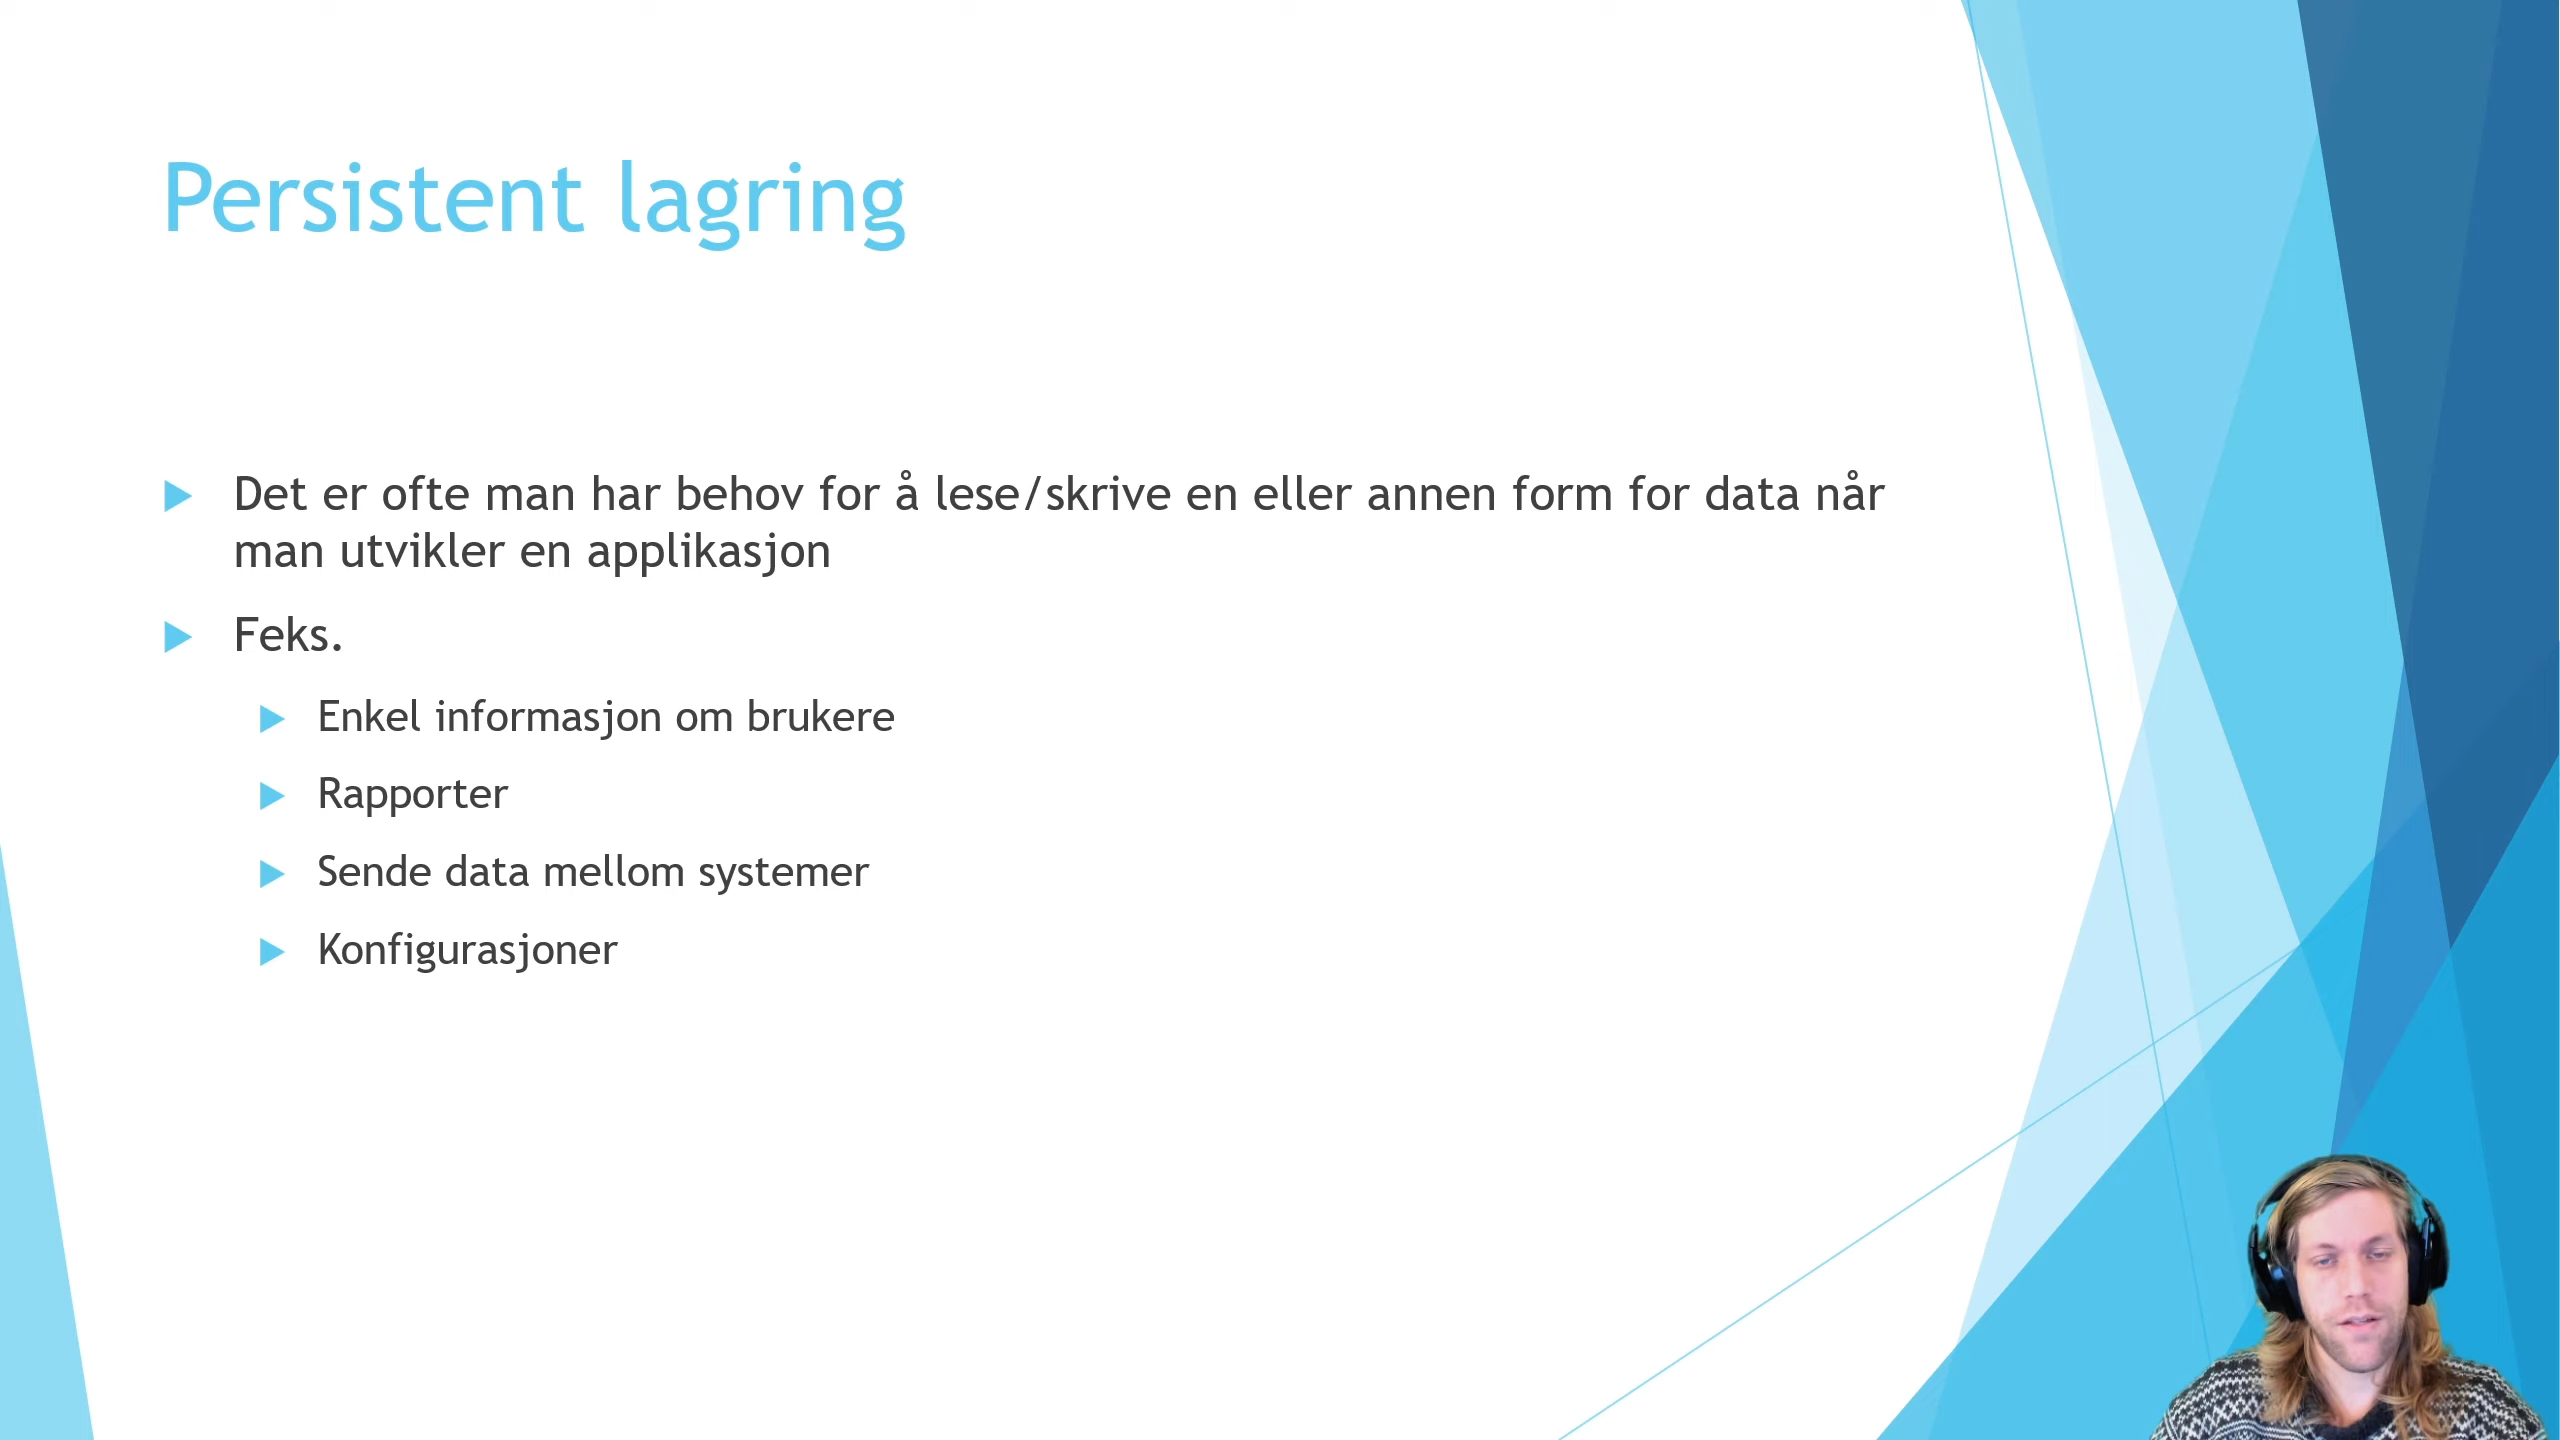 Persistent lagring
Det er ofte man har behov for å lese/skrive en eller annen form for data når
man utvikler en applikasjon
Feks.
Enkel informasjon om brukere
Rapporter
Sende data mellom systemer
Konfigurasjoner